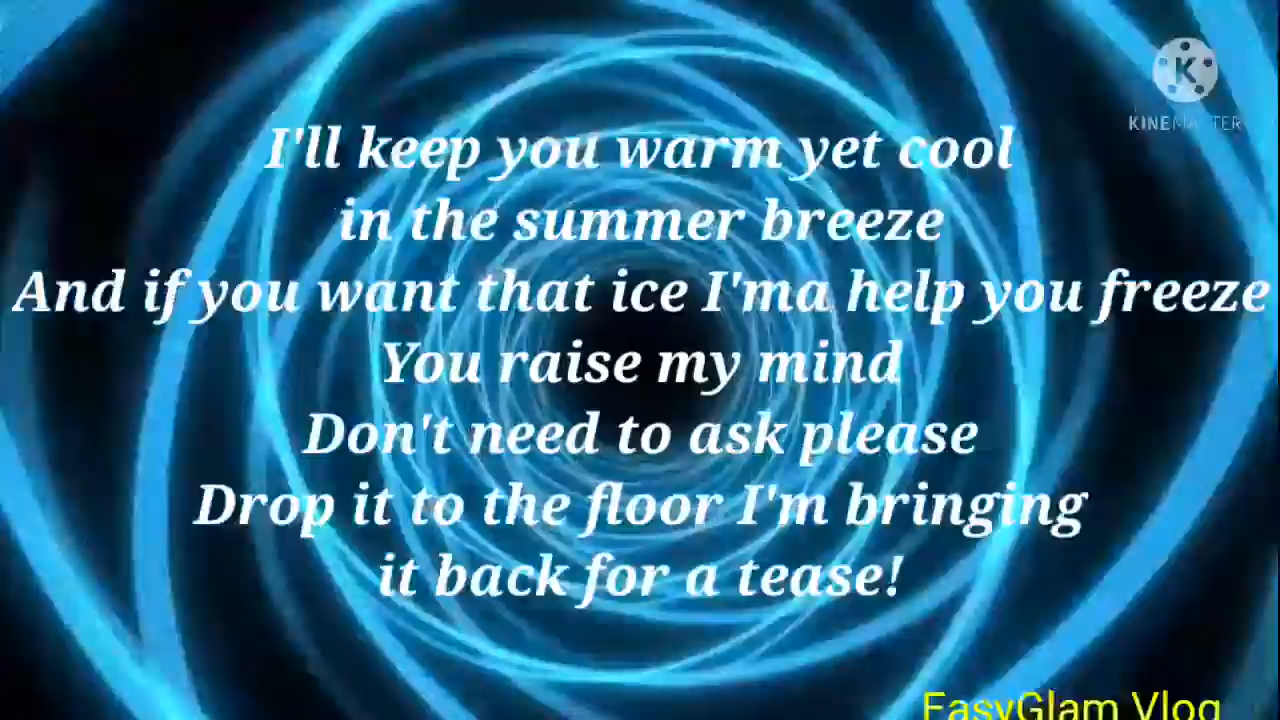 K
KINEMASTER
I'll keep you warm yet cool
in the summer breeze
And if you want that ice I'ma help you freeze
You raise my mind
Don't need to ask please
Drop it to the floor I'm bringing
it back for a tease!
EasyGlam Vlog